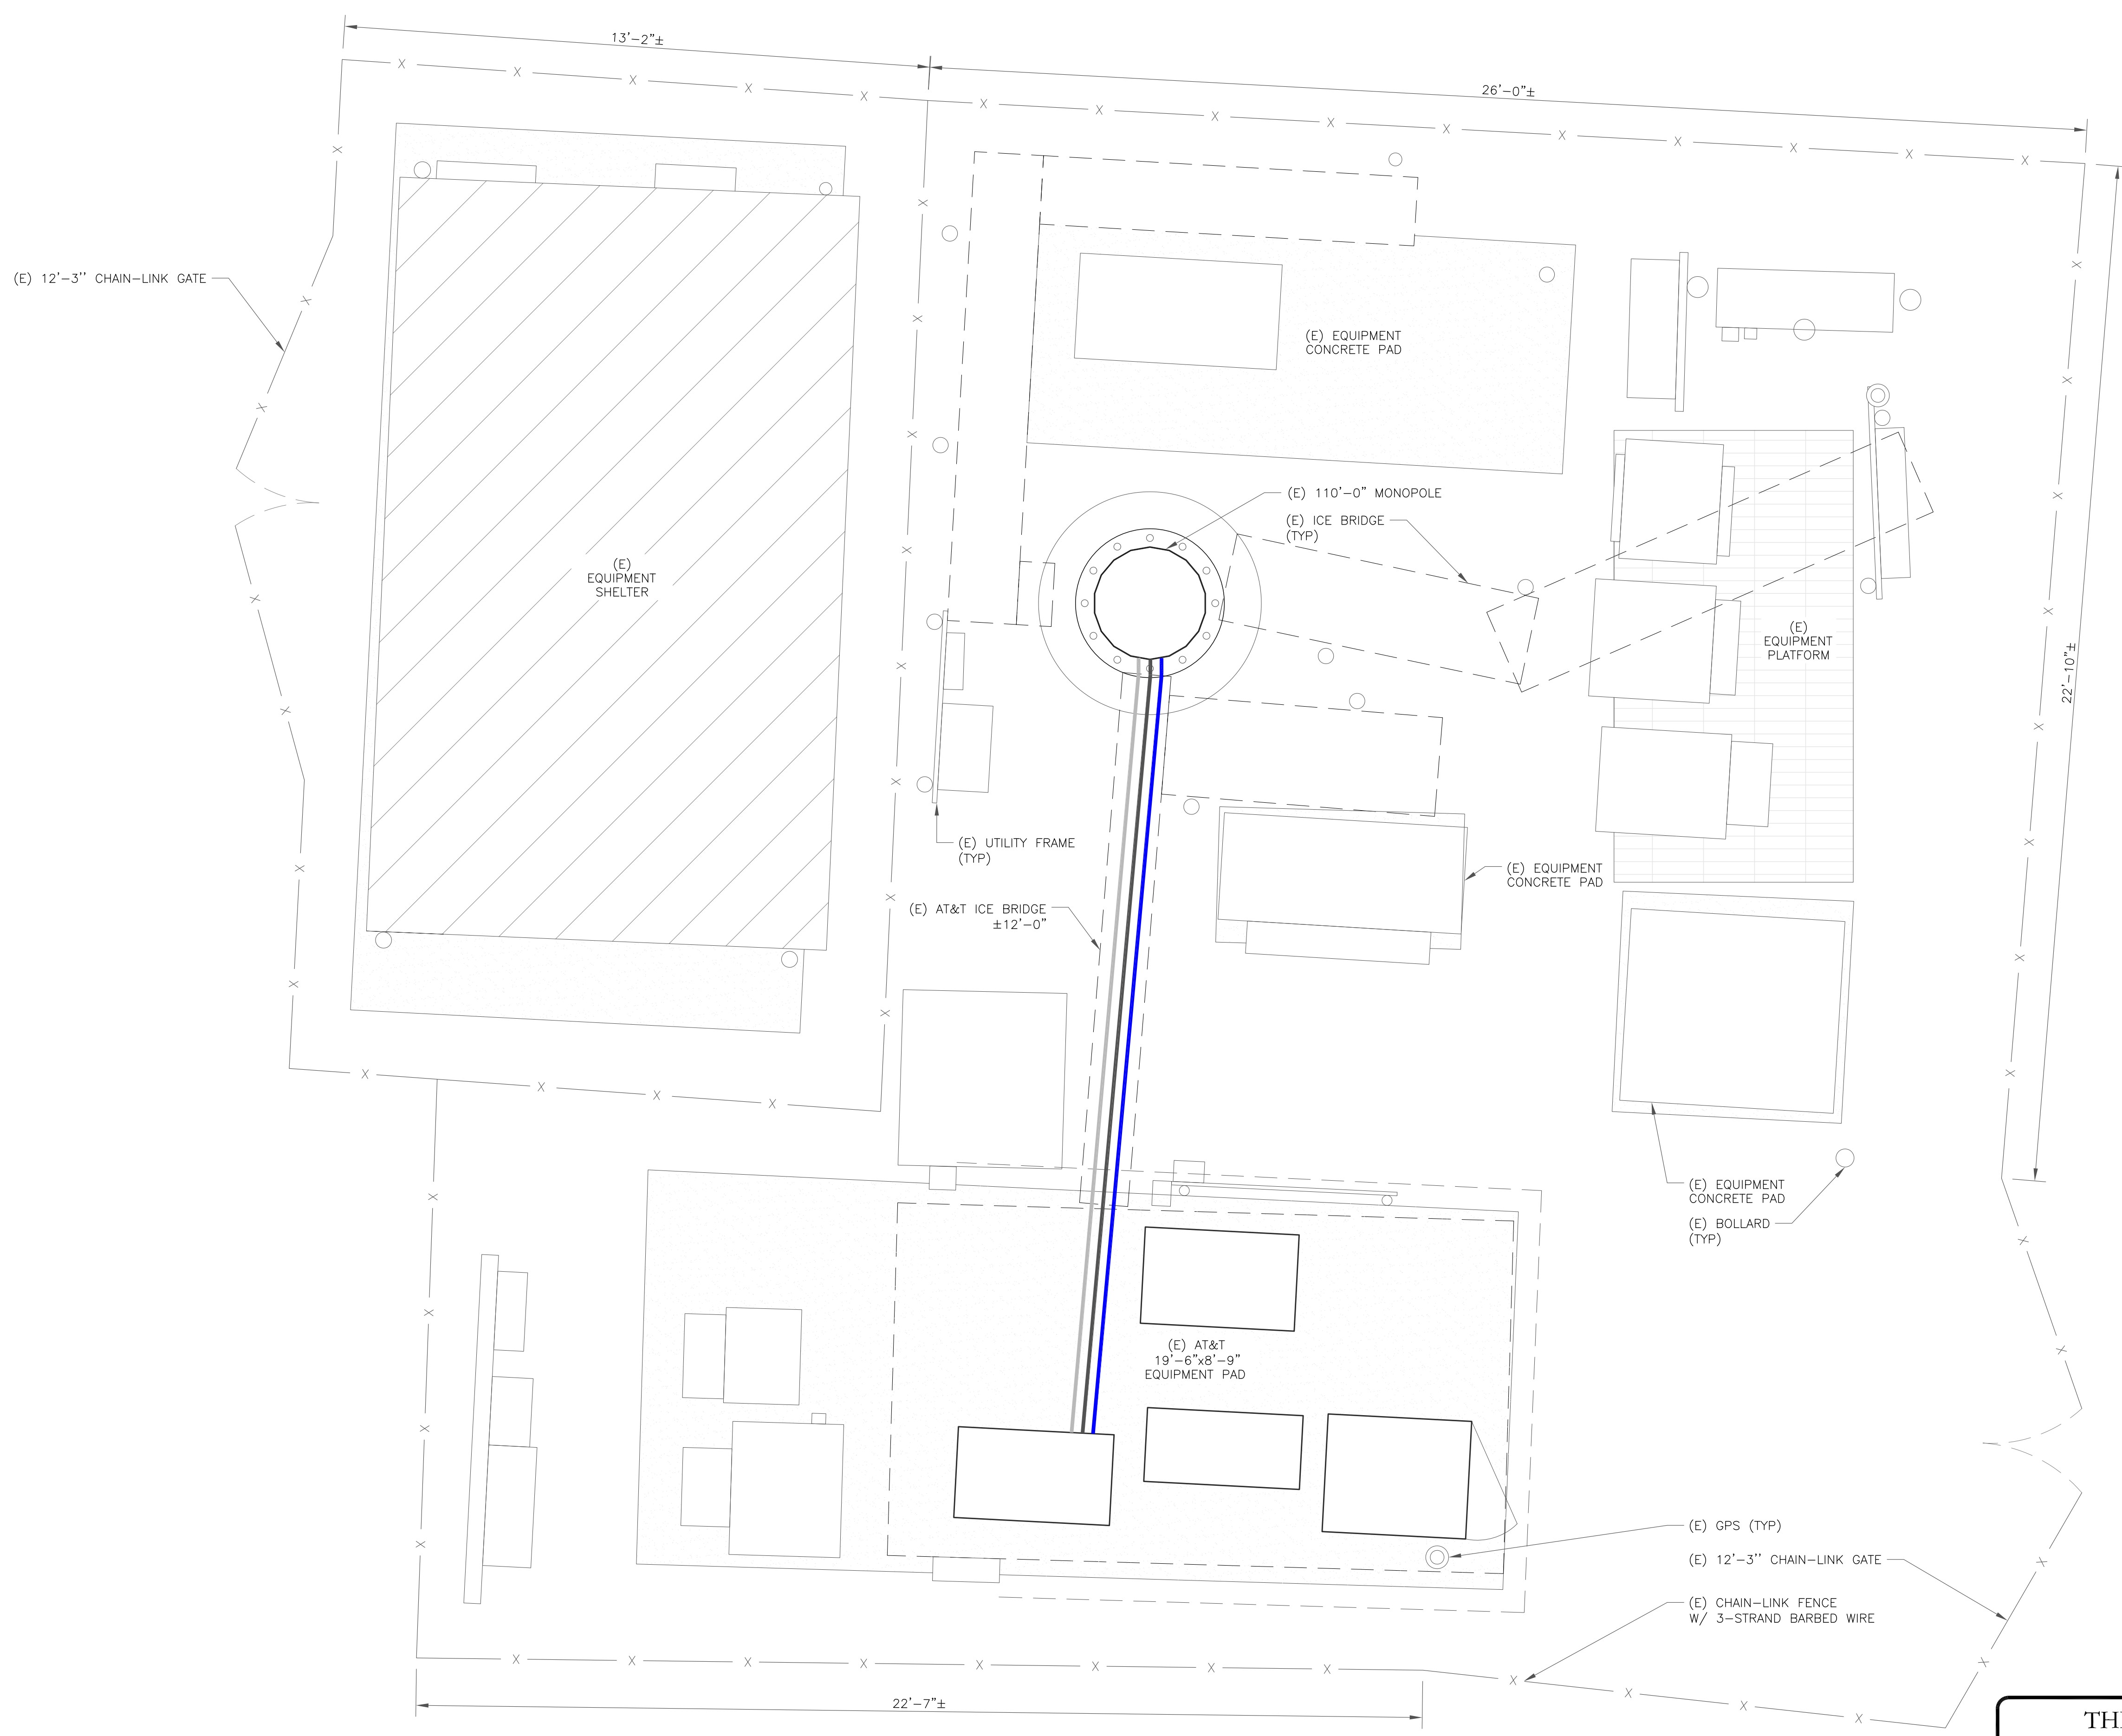 13'-2"±
26'-0"±
(E) 12'-3'' CHAIN-LINK GATE
(E) EQUIPMENT
CONCRETE PAD
(E) 110'-0" MONOPOLE
(E) ICE BRIDGE
(TYP)
(E)
EQUIPMENT
SHELTER
(E)
EQUIPMENT
PLATFORM
22'-10"±
(E) UTILITY FRAME
(TYP)
(E) EQUIPMENT
CONCRETE PAD
(E) AT&T ICE BRIDGE
±12'-0"
(E) EQUIPMENT
CONCRETE PAD
(E) BOLLARD
(TYP)
(E) AT&T
19'-6"x8'-9"
EQUIPMENT PAD
(E) GPS (TYP)
(E) 12'-3'' CHAIN-LINK GATE
(E) CHAIN-LINK FENCE
W/ 3-STRAND BARBED WIRE
22'-7"±